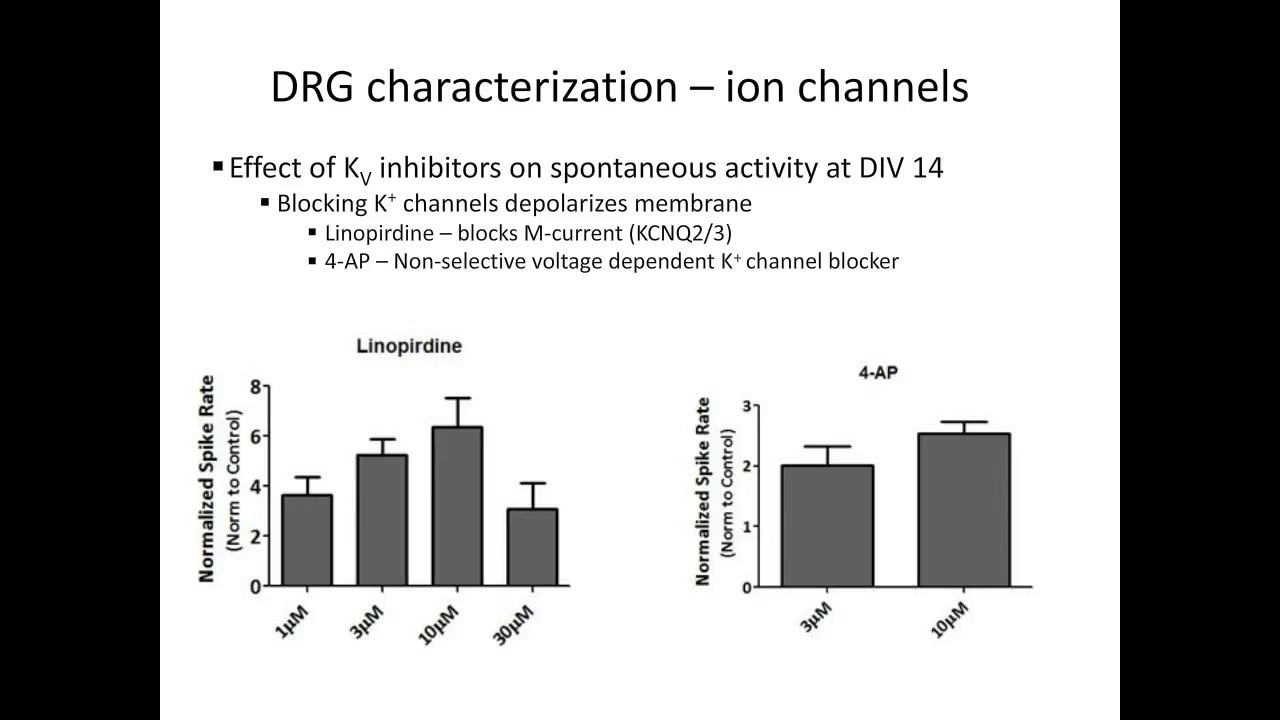 DRG characterization – ion channels
▪ Effect of KV inhibitors on spontaneous activity at DIV 14
▪ Blocking K+ channels depolarizes membrane
▪ Linopirdine – blocks M-current (KCNQ2/3)
▪ 4-AP – Non-selective voltage dependent K+ channel blocker
Linopirdine
Normalized Spike Rate
(Norm to Control)
8
6
4
2
0
1µM
3µM
10µM
30µM
4-AP
Normalized Spike Rate
(Norm to Control)
3
2
1
0
3µM
10µM